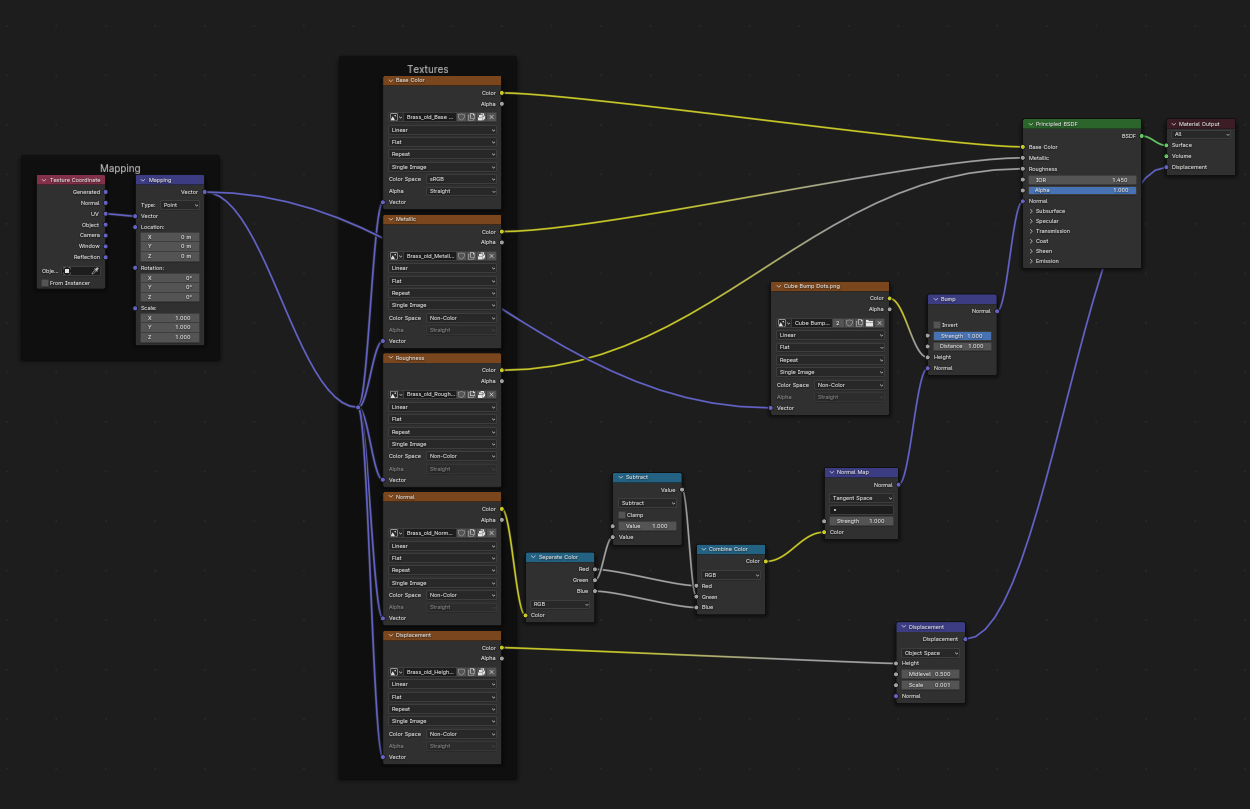 Mapping
Texture Coordinate
Generated
Normal
UV
Object
Camera
Window
Reflection
Obje...
From Instancer
Mapping
Vector
Type: Point
Vector
Location:
X 0 m
Y 0 m
Z 0 m
Rotation:
X 0°
Y 0°
Z 0°
Scale:
X 1.000
Y 1.000
Z 1.000
Textures
Base Color
Color
Alpha
Brass_old_Base ...
Linear
Flat
Repeat
Single Image
Color Space sRGB
Alpha Straight
Vector
Metallic
Color
Alpha
Brass_old_Metall...
Linear
Flat
Repeat
Single Image
Color Space Non-Color
Alpha Straight
Vector
Roughness
Color
Alpha
Brass_old_Rough...
Linear
Flat
Repeat
Single Image
Color Space Non-Color
Alpha Straight
Vector
Normal
Color
Alpha
Brass_old_Norm...
Linear
Flat
Repeat
Single Image
Color Space Non-Color
Alpha Straight
Vector
Displacement
Color
Alpha
Brass_old_Heigh...
Linear
Flat
Repeat
Single Image
Color Space Non-Color
Alpha Straight
Vector
Separate Color
Red
Green
Blue
RGB
Color
Subtract
Value
Subtract
Clamp
Value 1.000
Value
Combine Color
Color
RGB
Red
Green
Blue
Cube Bump Dots.png
Color
Alpha
Cube Bump... 2
Linear
Flat
Repeat
Single Image
Color Space Non-Color
Alpha Straight
Vector
Normal Map
Normal
Tangent Space
Strength 1.000
Color
Bump
Normal
Invert
Strength 1.000
Distance 1.000
Height
Normal
Displacement
Displacement
Object Space
Height
Midlevel 0.500
Scale 0.001
Normal
Principled BSDF
BSDF
Base Color
Metallic
Roughness
IOR 1.450
Alpha 1.000
Normal
Subsurface
Specular
Transmission
Coat
Sheen
Emission
Material Output
All
Surface
Volume
Displacement